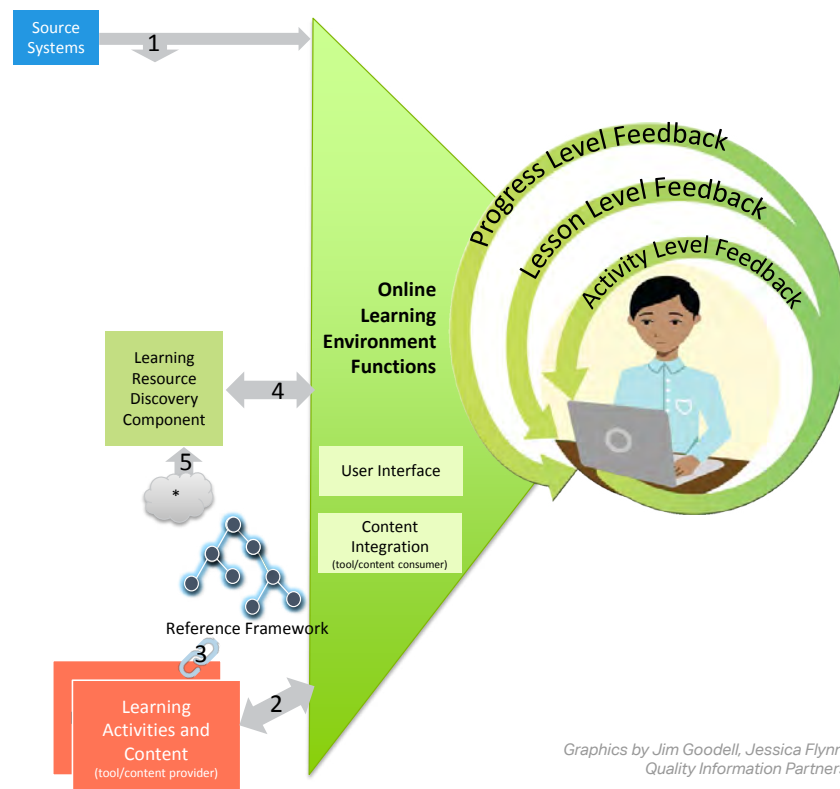 Source
Systems
1
Progress Level Feedback
Lesson Level Feedback
Activity Level Feedback
Online
Learning
Environment
Functions
Learning
Resource
Discovery
Component
4
5
*
User Interface
Content
Integration
(tool/content consumer)
Reference Framework
3
2
Learning
Activities and
Content
(tool/content provider)
Graphics by Jim Goodell, Jessica Flynn
Quality Information Partner